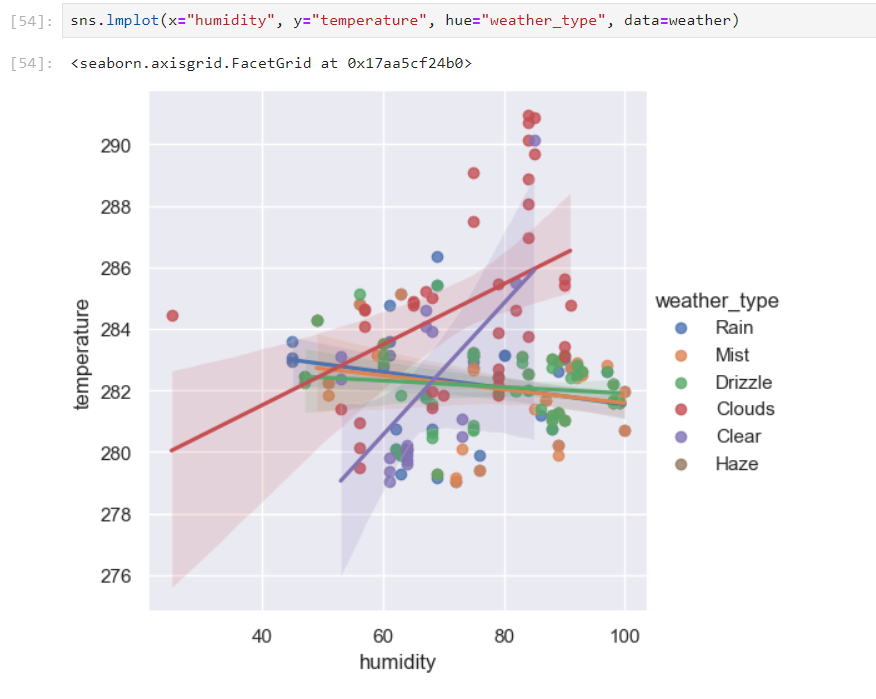 [54]: sns.lmplot(x="humidity", y="temperature", hue="weather_type", data=weather)
[54]: <seaborn.axisgrid.FacetGrid at 0x17aa5cf24b0>
290
288
286
284
282
280
278
276
temperature
40 60 80 100
humidity
weather_type
Rain
Mist
Drizzle
Clouds
Clear
Haze